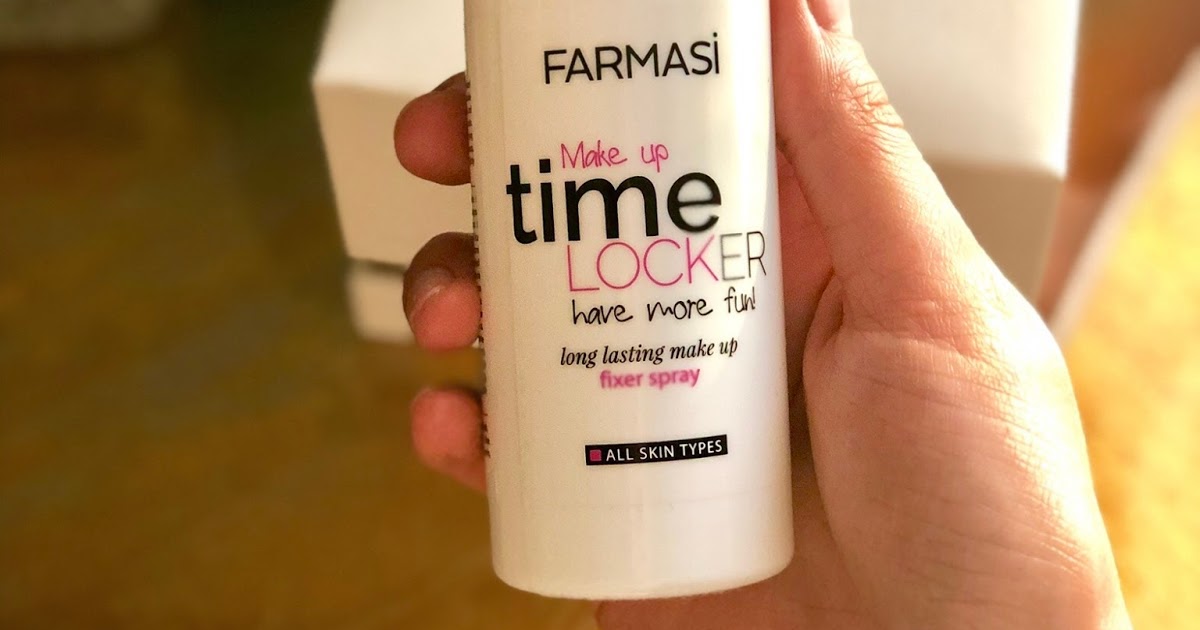 FARMASİ
Make up
time
LOCKER
have more fun!
long lasting make up
fixer spray
ALL SKIN TYPES